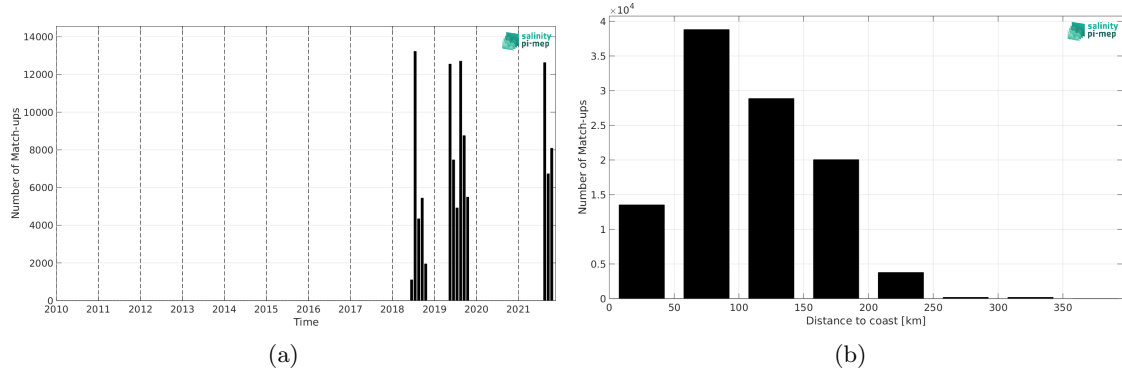 14000
12000
10000
8000
6000
4000
2000
0
Number of Match-ups
2010 2011 2012 2013 2014 2015 2016 2017 2018 2019 2020 2021
Time
salinity
pi-mep
(a)
×10⁴
4
3.5
3
2.5
2
1.5
1
0.5
0
Number of Match-ups
0 50 100 150 200 250 300 350
Distance to coast [km]
salinity
pi-mep
(b)